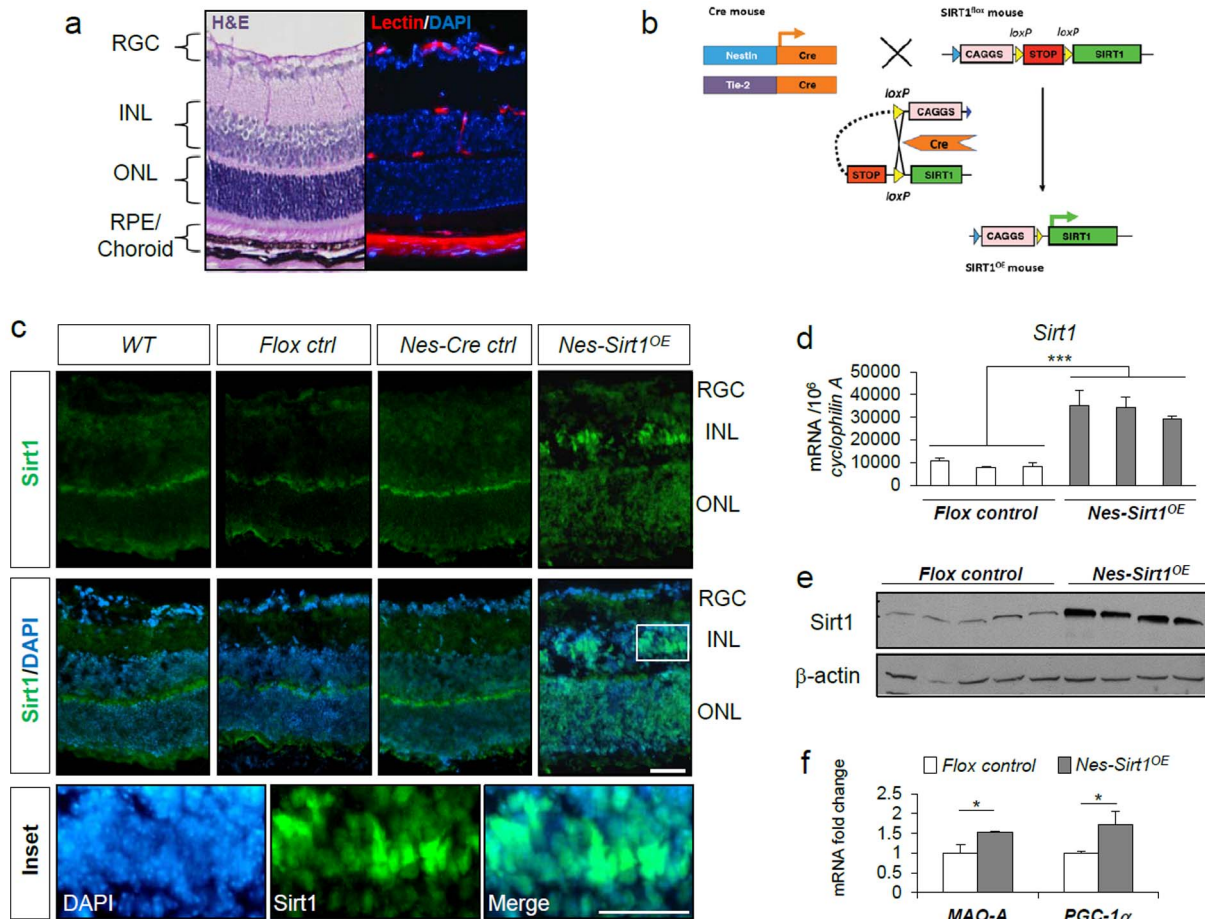 a
H&E
Lectin/DAPI
RGC
INL
ONL
RPE/
Choroid
b
Cre mouse
SIRT1flox mouse
loxP
loxP
Nestin
Cre
CAGGS
STOP
SIRT1
Tie-2
Cre
loxP
CAGGS
Cre
STOP
SIRT1
loxP
CAGGS
SIRT1
SIRT1OE mouse
c
WT
Flox ctrl
Nes-Cre ctrl
Nes-Sirt1OE
Sirt1
RGC
INL
ONL
Sirt1/DAPI
RGC
INL
ONL
Inset
DAPI
Sirt1
Merge
d
Sirt1
***
mRNA /10⁶
cyclophilin A
50000
40000
30000
20000
10000
0
Flox control
Nes-Sirt1OE
e
Flox control
Nes-Sirt1OE
Sirt1
β-actin
f
Flox control
Nes-Sirt1OE
mRNA fold change
2.5
2
1.5
1
0.5
0
*
*
MAO-A
PGC-1α